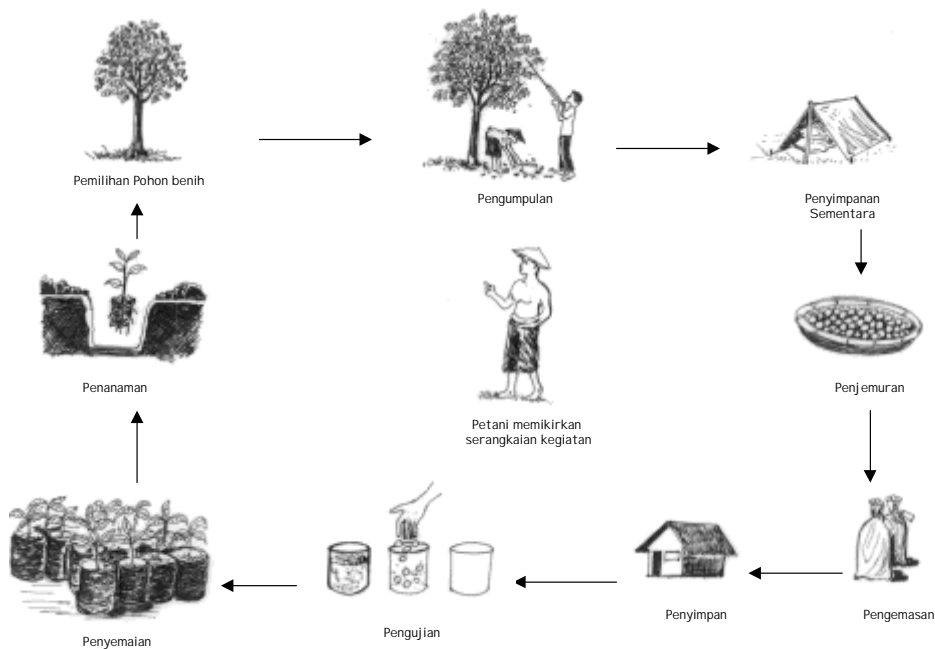 Pemilihan Pohon benih
Pengumpulan
Penyimpanan
Sementara
Penanaman
Petani memikirkan
serangkaian kegiatan
Penjemuran
Penyemaian
Pengujian
Penyimpan
Pengemasan